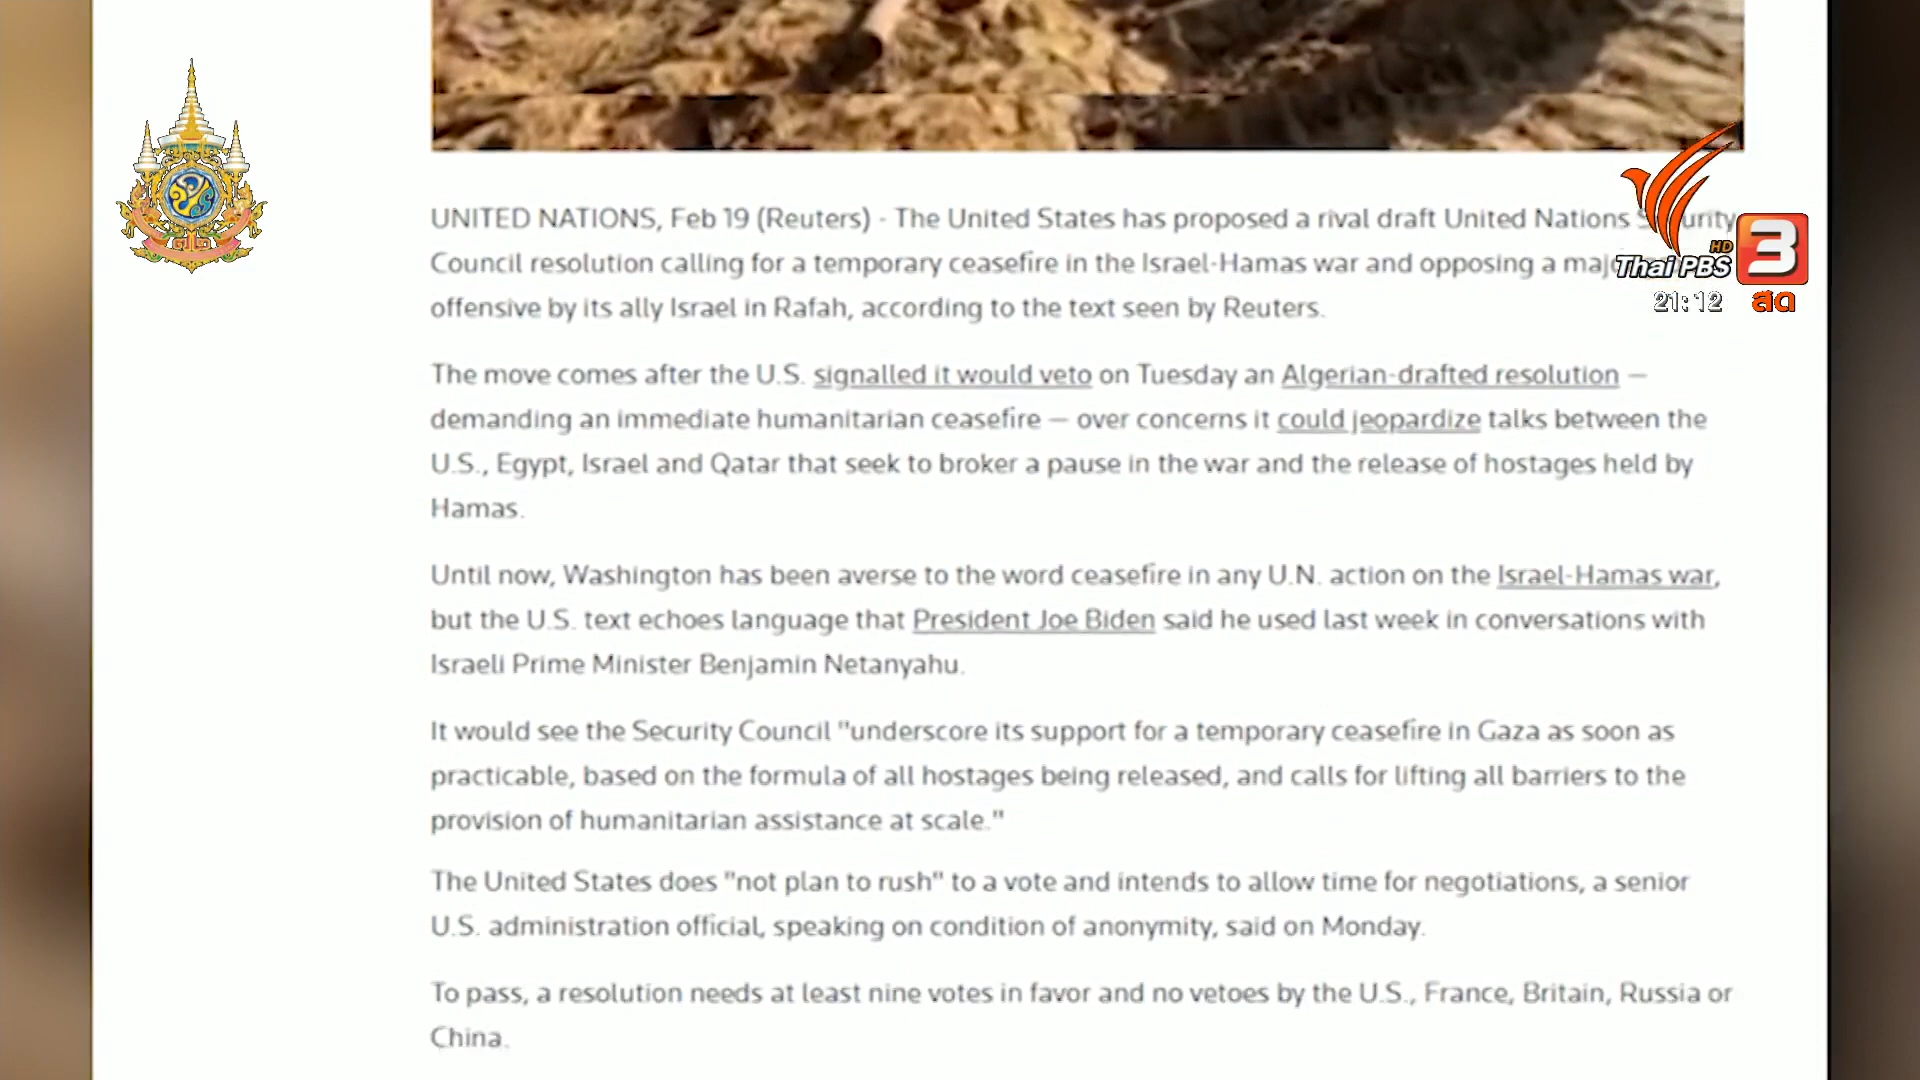 UNITED NATIONS, Feb 19 (Reuters) - The United States has proposed a rival draft United Nations
Council resolution calling for a temporary ceasefire in the Israel-Hamas war and opposing a
offensive by its ally Israel in Rafah, according to the text seen by Reuters.
HD
Thai PBS 3
21:12 สด
The move comes after the U.S. signalled it would veto on Tuesday an Algerian-drafted resolution —
demanding an immediate humanitarian ceasefire — over concerns it could jeopardize talks between the
U.S., Egypt, Israel and Qatar that seek to broker a pause in the war and the release of hostages held by
Hamas.
Until now, Washington has been averse to the word ceasefire in any U.N. action on the Israel-Hamas war,
but the U.S. text echoes language that President Joe Biden said he used last week in conversations with
Israeli Prime Minister Benjamin Netanyahu.
It would see the Security Council "underscore its support for a temporary ceasefire in Gaza as soon as
practicable, based on the formula of all hostages being released, and calls for lifting all barriers to the
provision of humanitarian assistance at scale."
The United States does "not plan to rush" to a vote and intends to allow time for negotiations, a senior
U.S. administration official, speaking on condition of anonymity, said on Monday.
To pass, a resolution needs at least nine votes in favor and no vetoes by the U.S., France, Britain, Russia or
China.